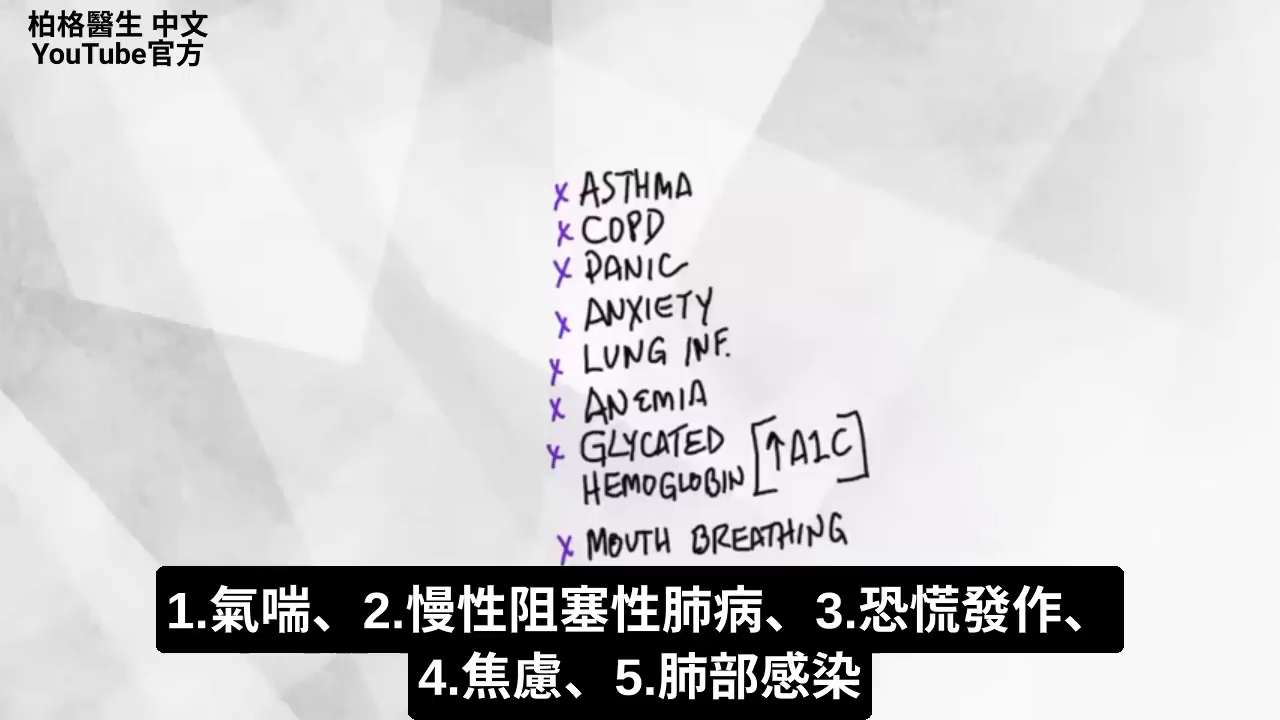 柏格醫生 中文
YouTube官方
x ASTHMA
x COPD
x PANIC
x ANXIETY
x LUNG INF.
x ANEMIA
x GLYCATED
HEMOGLOBIN [↑A1C]
x MOUTH BREATHING
1.氣喘、2.慢性阻塞性肺病、3.恐慌發作、
4.焦慮、5.肺部感染